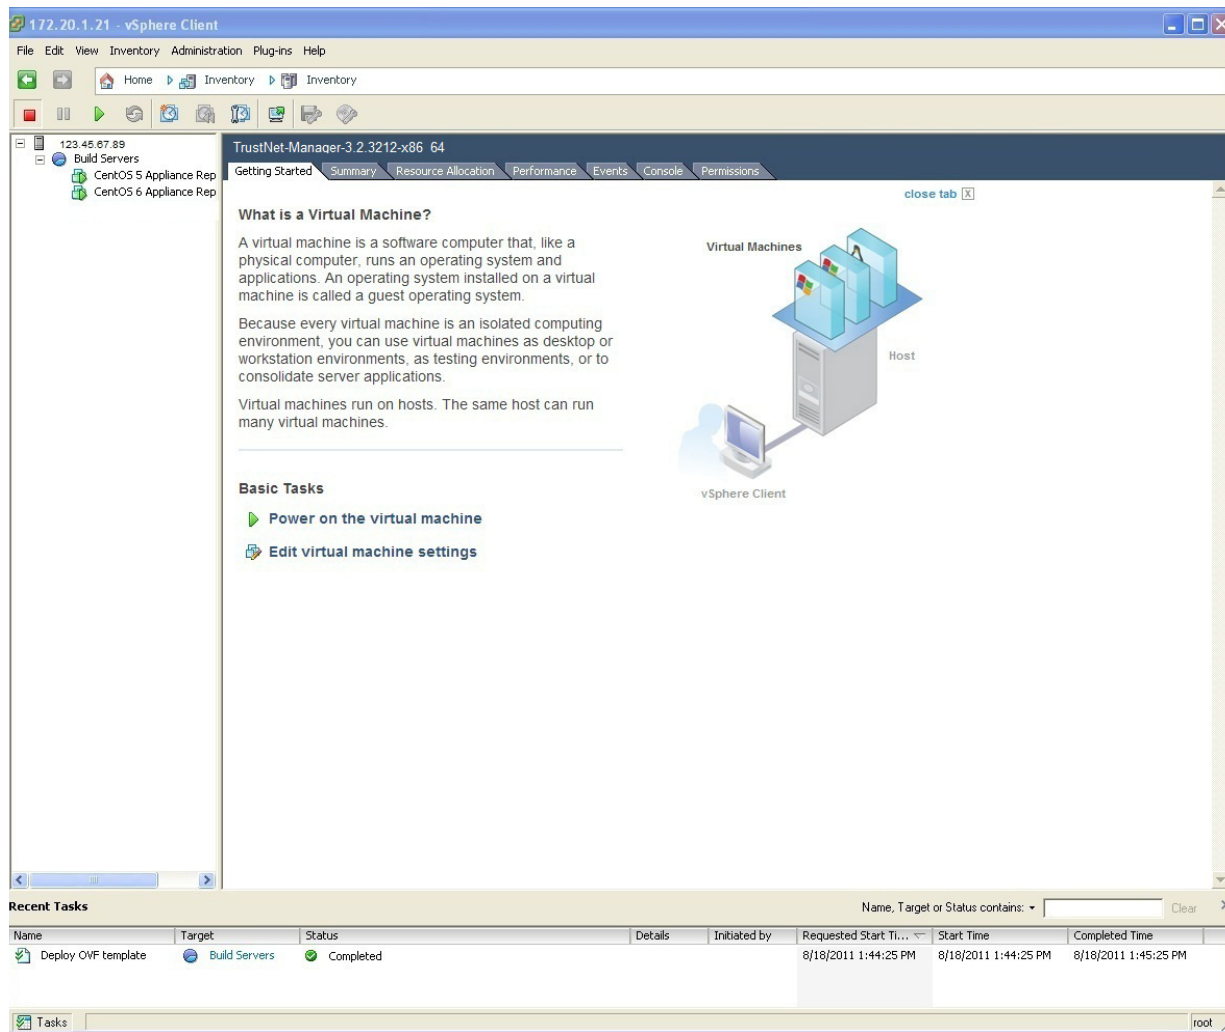 172.20.1.21 - vSphere Client
File Edit View Inventory Administration Plug-ins Help
Home Inventory Inventory
123.45.67.89
Build Servers
CentOS 5 Appliance Rep
CentOS 6 Appliance Rep
TrustNet-Manager-3.2.3212-x86_64
Getting Started Summary Resource Allocation Performance Events Console Permissions
close tab X
What is a Virtual Machine?
A virtual machine is a software computer that, like a
physical computer, runs an operating system and
applications. An operating system installed on a virtual
machine is called a guest operating system.
Because every virtual machine is an isolated computing
environment, you can use virtual machines as desktop or
workstation environments, as testing environments, or to
consolidate server applications.
Virtual machines run on hosts. The same host can run
many virtual machines.
Basic Tasks
Power on the virtual machine
Edit virtual machine settings
Virtual Machines
Host
vSphere Client
Recent Tasks
Name, Target or Status contains: Clear
Name Target Status Details Initiated by Requested Start Ti... Start Time Completed Time
Deploy OVF template Build Servers Completed 8/18/2011 1:44:25 PM 8/18/2011 1:44:25 PM 8/18/2011 1:45:25 PM
Tasks root